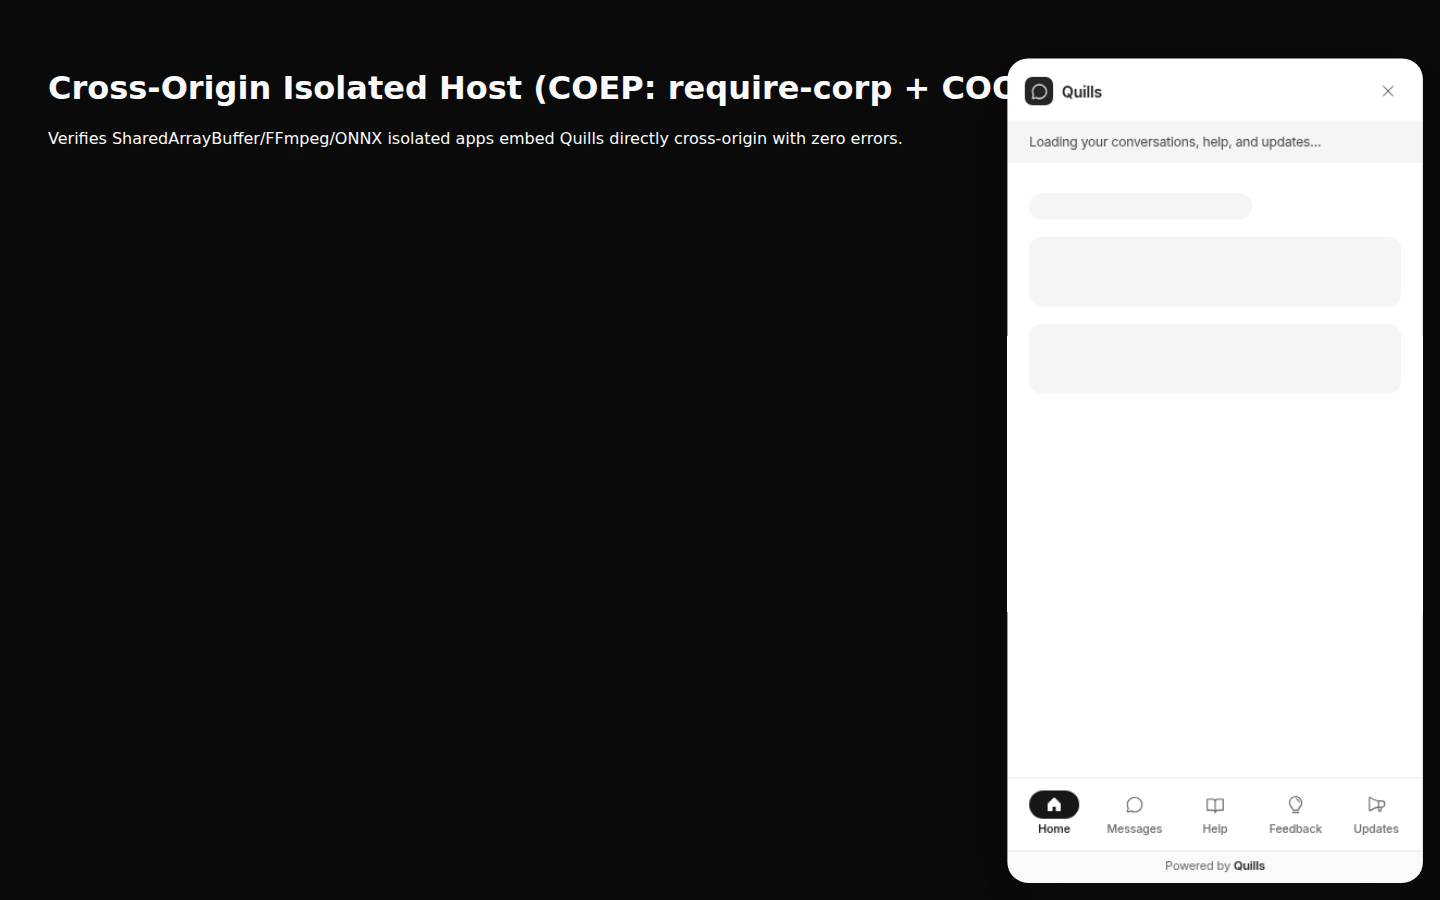 Cross-Origin Isolated Host (COEP: require-corp + COO
Verifies SharedArrayBuffer/FFmpeg/ONNX isolated apps embed Quills directly cross-origin with zero errors.
Quills
Loading your conversations, help, and updates...
Home Messages Help Feedback Updates
Powered by Quills